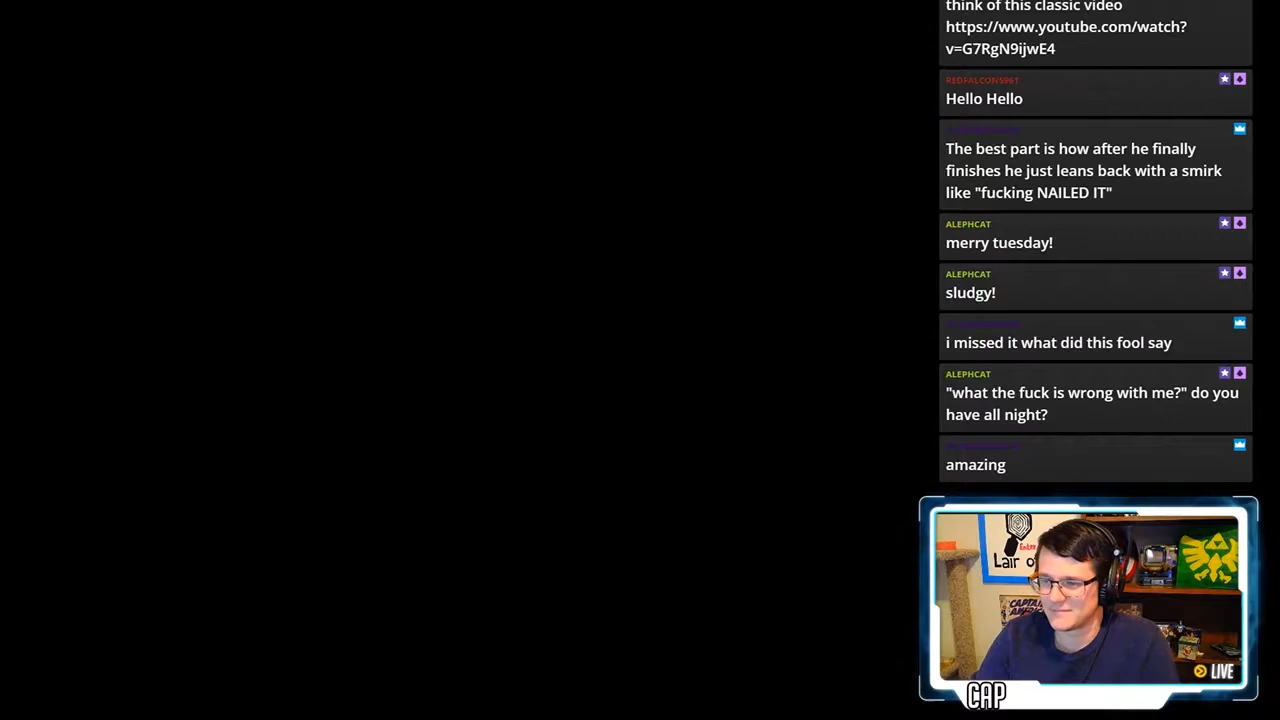 think of this classic video
https://www.youtube.com/watch?
v=G7RgN9ijwE4
REDFALCON5961
Hello Hello
The best part is how after he finally
finishes he just leans back with a smirk
like "fucking NAILED IT"
ALEPHCAT
merry tuesday!
ALEPHCAT
sludgy!
i missed it what did this fool say
ALEPHCAT
"what the fuck is wrong with me?" do you
have all night?
amazing
Lair o
CAPTAIN
LIVE
CAP